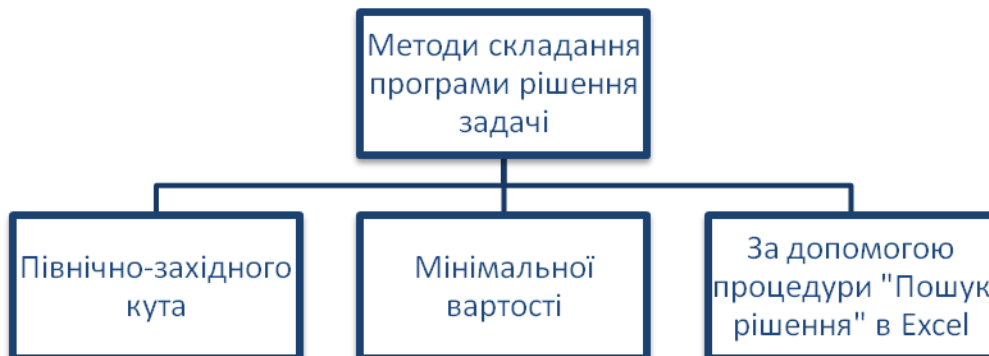 Методи складання
програми рішення
задачі
Північно-західного
кута
Мінімальної
вартості
За допомогою
процедури "Пошук
рішення" в Excel